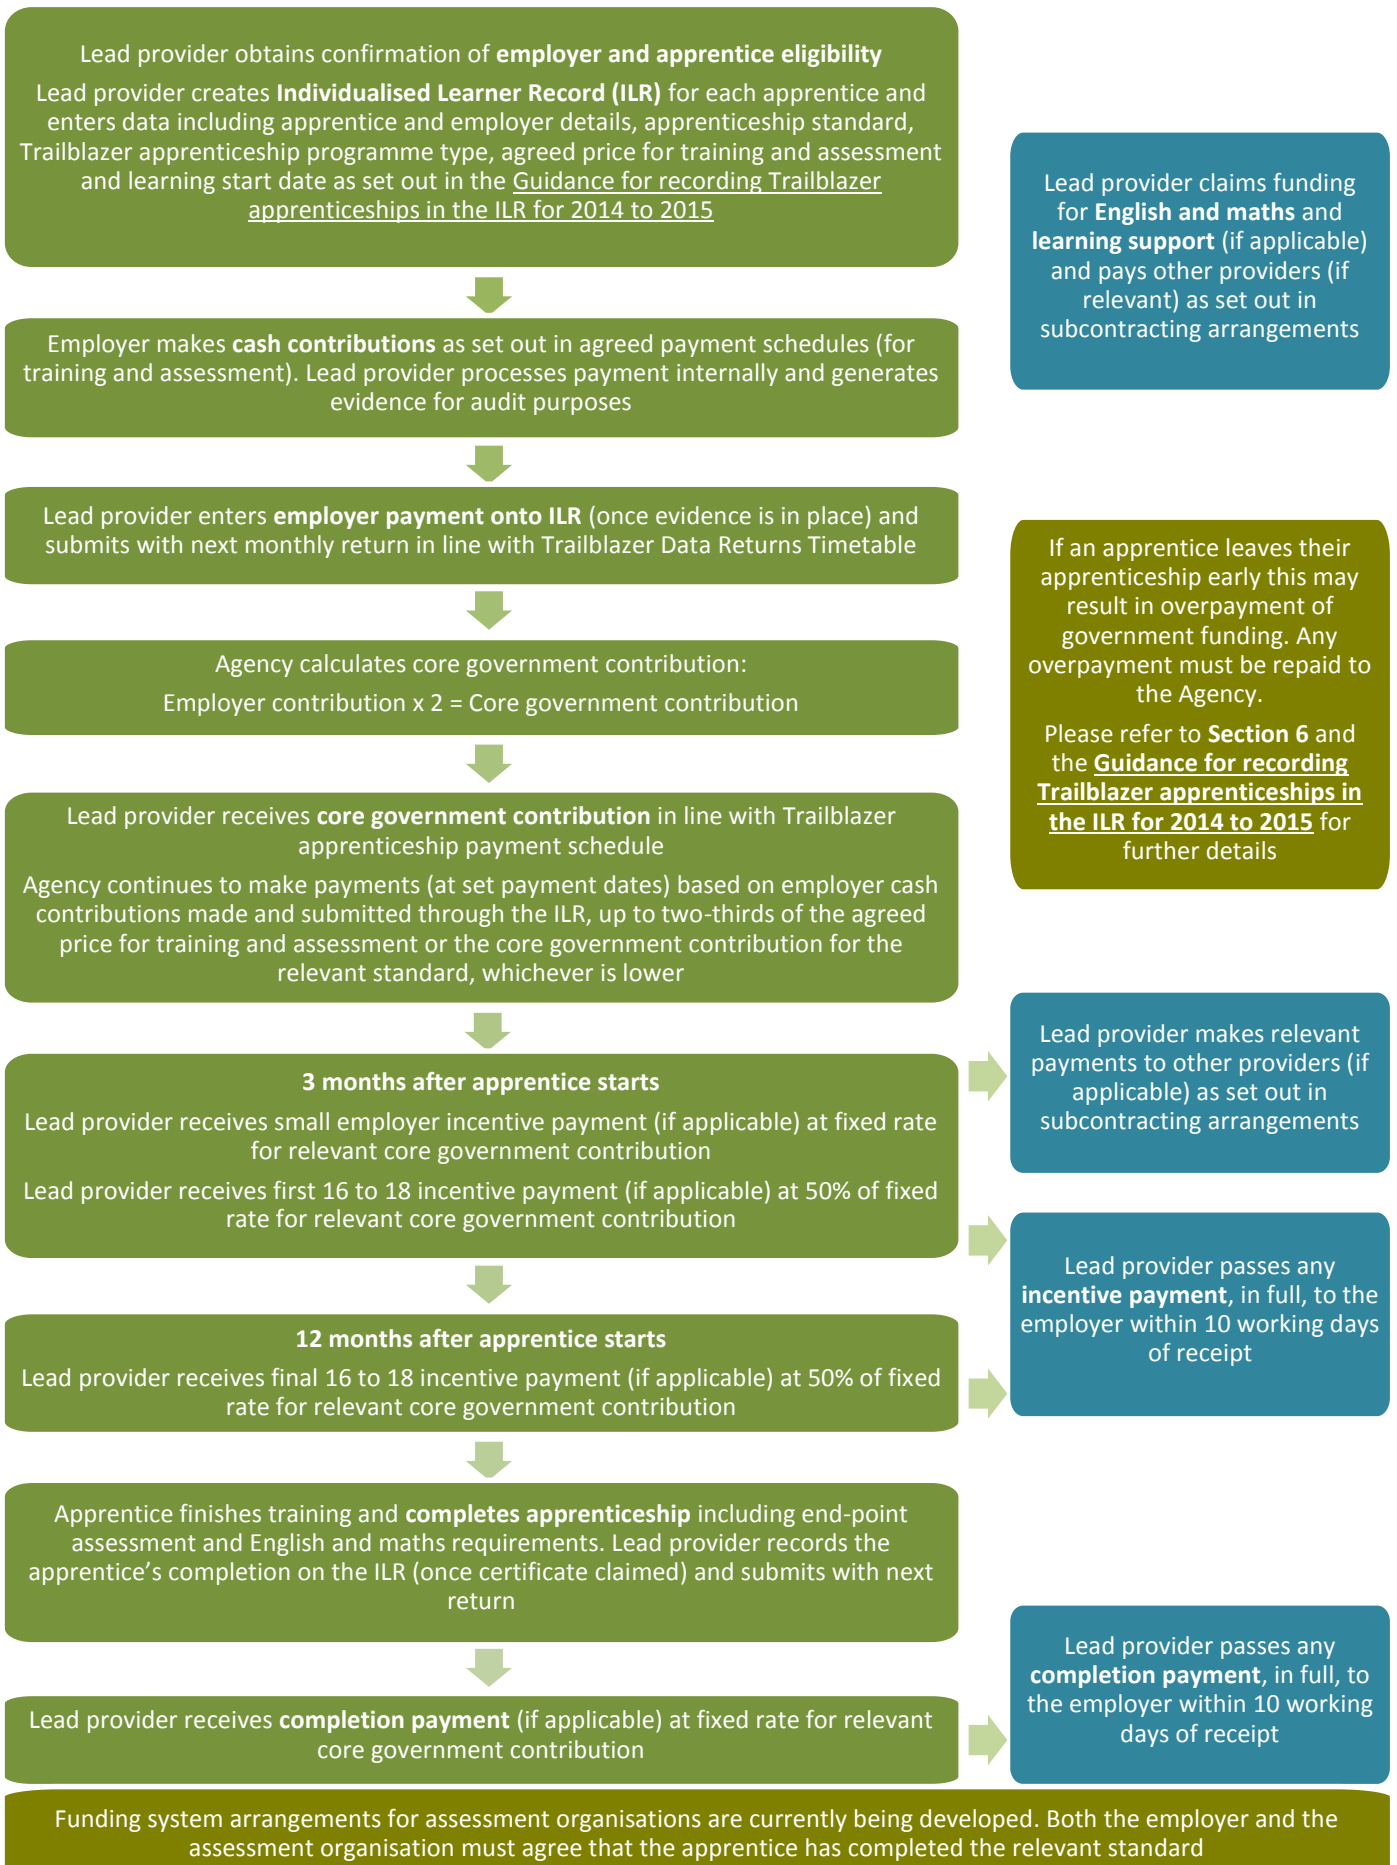 Lead provider obtains confirmation of employer and apprentice eligibility
Lead provider creates Individualised Learner Record (ILR) for each apprentice and
enters data including apprentice and employer details, apprenticeship standard,
Trailblazer apprenticeship programme type, agreed price for training and assessment
and learning start date as set out in the Guidance for recording Trailblazer
apprenticeships in the ILR for 2014 to 2015
Lead provider claims funding
for English and maths and
learning support (if applicable)
and pays other providers (if
relevant) as set out in
subcontracting arrangements
Employer makes cash contributions as set out in agreed payment schedules (for
training and assessment). Lead provider processes payment internally and generates
evidence for audit purposes
Lead provider enters employer payment onto ILR (once evidence is in place) and
submits with next monthly return in line with Trailblazer Data Returns Timetable
If an apprentice leaves their
apprenticeship early this may
result in overpayment of
government funding. Any
overpayment must be repaid to
the Agency.
Please refer to Section 6 and
the Guidance for recording
Trailblazer apprenticeships in
the ILR for 2014 to 2015 for
further details
Agency calculates core government contribution:
Employer contribution x 2 = Core government contribution
Lead provider receives core government contribution in line with Trailblazer
apprenticeship payment schedule
Agency continues to make payments (at set payment dates) based on employer cash
contributions made and submitted through the ILR, up to two-thirds of the agreed
price for training and assessment or the core government contribution for the
relevant standard, whichever is lower
3 months after apprentice starts
Lead provider receives small employer incentive payment (if applicable) at fixed rate
for relevant core government contribution
Lead provider receives first 16 to 18 incentive payment (if applicable) at 50% of fixed
rate for relevant core government contribution
Lead provider makes relevant
payments to other providers (if
applicable) as set out in
subcontracting arrangements
Lead provider passes any
incentive payment, in full, to the
employer within 10 working days
of receipt
12 months after apprentice starts
Lead provider receives final 16 to 18 incentive payment (if applicable) at 50% of fixed
rate for relevant core government contribution
Apprentice finishes training and completes apprenticeship including end-point
assessment and English and maths requirements. Lead provider records the
apprentice’s completion on the ILR (once certificate claimed) and submits with next
return
Lead provider receives completion payment (if applicable) at fixed rate for relevant
core government contribution
Lead provider passes any
completion payment, in full, to
the employer within 10 working
days of receipt
Funding system arrangements for assessment organisations are currently being developed. Both the employer and the
assessment organisation must agree that the apprentice has completed the relevant standard